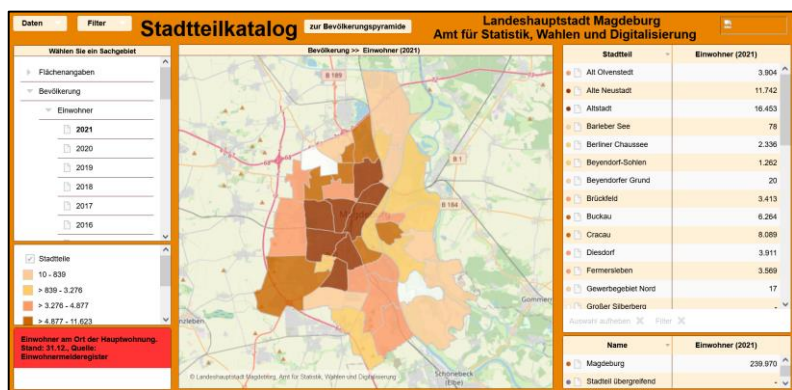 Daten
Filter
Stadtteilkatalog
zur Bevölkerungspyramide
Landeshauptstadt Magdeburg
Amt für Statistik, Wahlen und Digitalisierung
Wählen Sie ein Sachgebiet
Flächenangaben
Bevölkerung
Einwohner
2021
2020
2019
2018
2017
2016
Stadtteile
10 - 839
> 839 - 3.276
> 3.276 - 4.877
> 4.877 - 11.623
Einwohner am Ort der Hauptwohnung.
Stand: 31.12., Quelle:
Einwohnermelderegister
Bevölkerung >> Einwohner (2021)
B 189
B 1
B 184
Gommern
Schönebeck
(Elbe)
© Landeshauptstadt Magdeburg, Amt für Statistik, Wahlen und Digitalisierung
Stadtteil Einwohner (2021)
Alt Olvenstedt 3.904
Alte Neustadt 11.742
Altstadt 16.453
Barleber See 78
Berliner Chaussee 2.336
Beyendorf-Sohlen 1.262
Beyendorfer Grund 20
Brückfeld 3.413
Buckau 6.264
Cracau 8.089
Diesdorf 3.911
Fermersleben 3.569
Gewerbegebiet Nord 17
Großer Silberberg
Auswahl aufheben X Filter X
Name Einwohner (2021)
Magdeburg 239.970
Stadteil übergreifend -